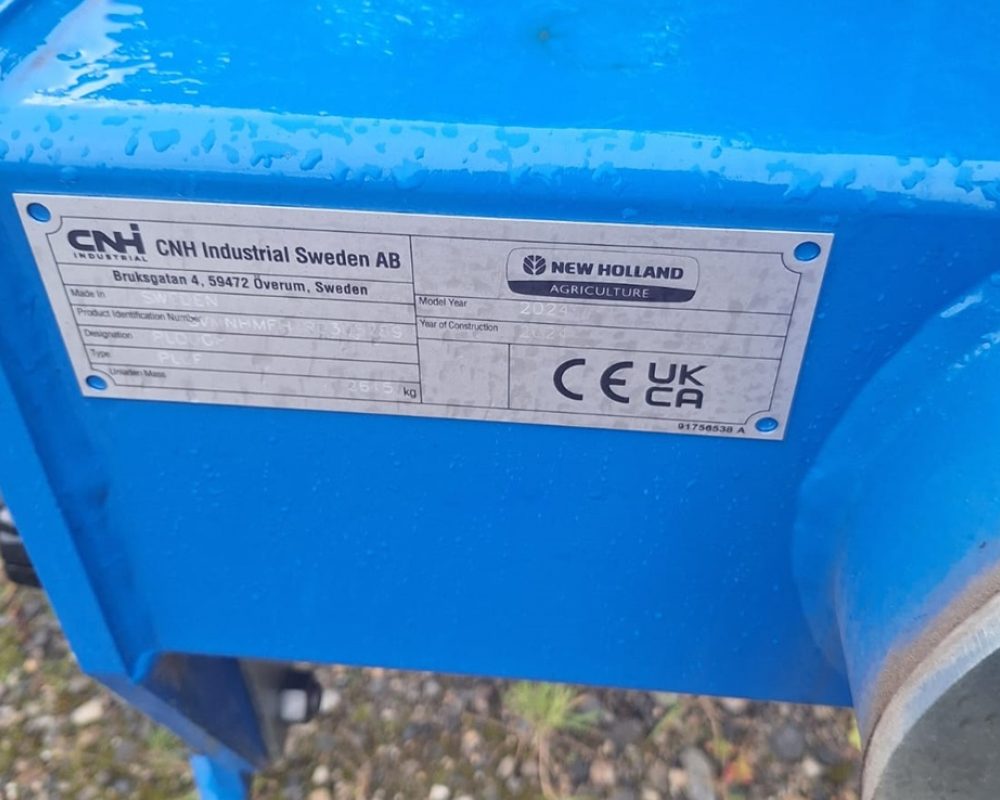 CNH INDUSTRIAL
CNH Industrial Sweden AB
Bruksgatan 4, 59472 Överum, Sweden
Made in SWEDEN
Product Identification Number
Designation
Type
Unladen Mass kg
NEW HOLLAND
AGRICULTURE
Model Year 2024
Year of Construction
CE UK
CA
91756538 A